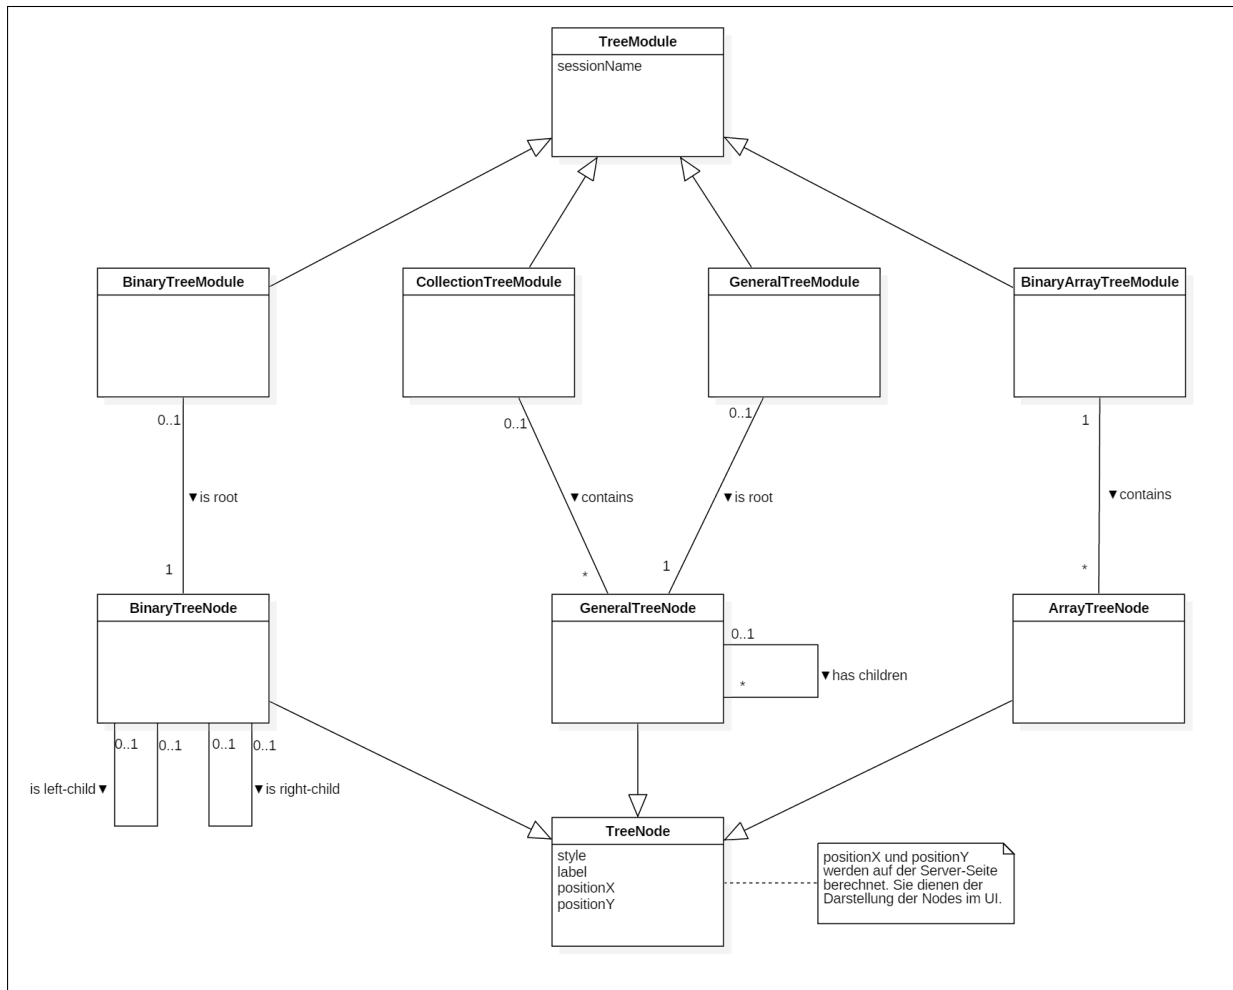 TreeModule
sessionName
BinaryTreeModule
CollectionTreeModule
GeneralTreeModule
BinaryArrayTreeModule
0..1
0..1
0..1
1
▼is root
▼contains
▼is root
▼contains
1
*
1
*
BinaryTreeNode
GeneralTreeNode
ArrayTreeNode
0..1
▼has children
*
0..1
0..1
0..1
0..1
is left-child▼
▼is right-child
TreeNode
style
label
positionX
positionY
positionX und positionY
werden auf der Server-Seite
berechnet. Sie dienen der
Darstellung der Nodes im UI.